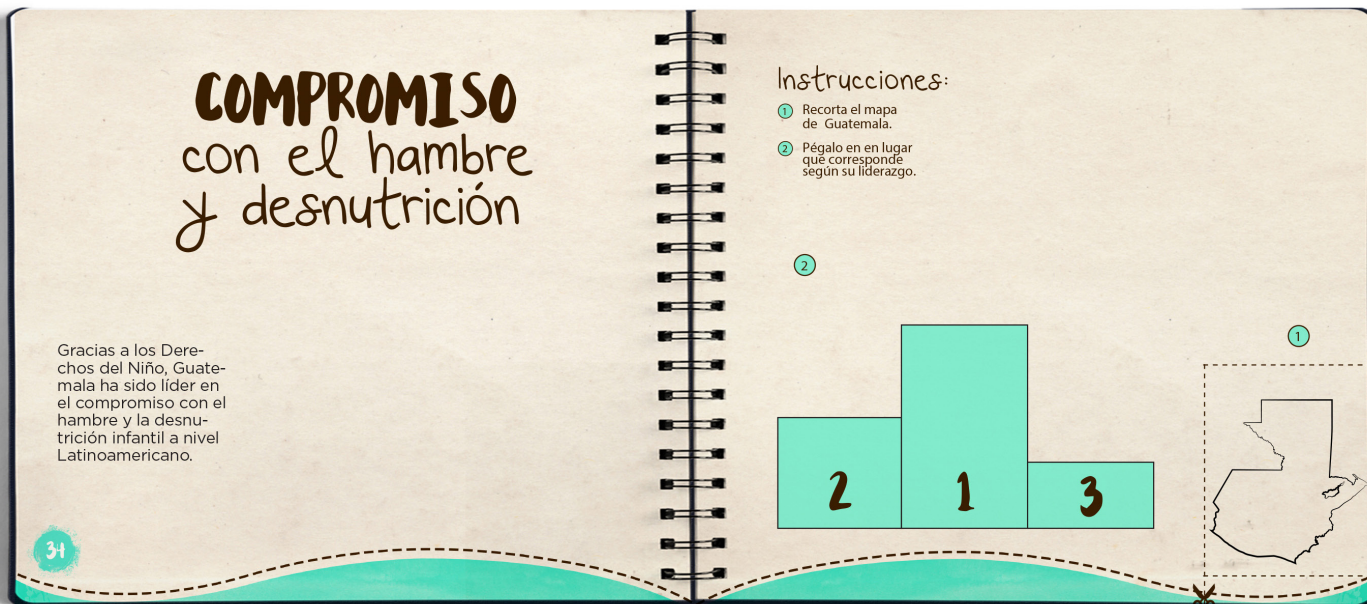 COMPROMISO
con el hambre
y desnutrición
Gracias a los Dere-
chos del Niño, Guate-
mala ha sido líder en
el compromiso con el
hambre y la desnu-
trición infantil a nivel
Latinoamericano.
34
Instrucciones:
1 Recorta el mapa
de Guatemala.
2 Pégalo en en lugar
que corresponde
según su liderazgo.
2
1
2 1 3